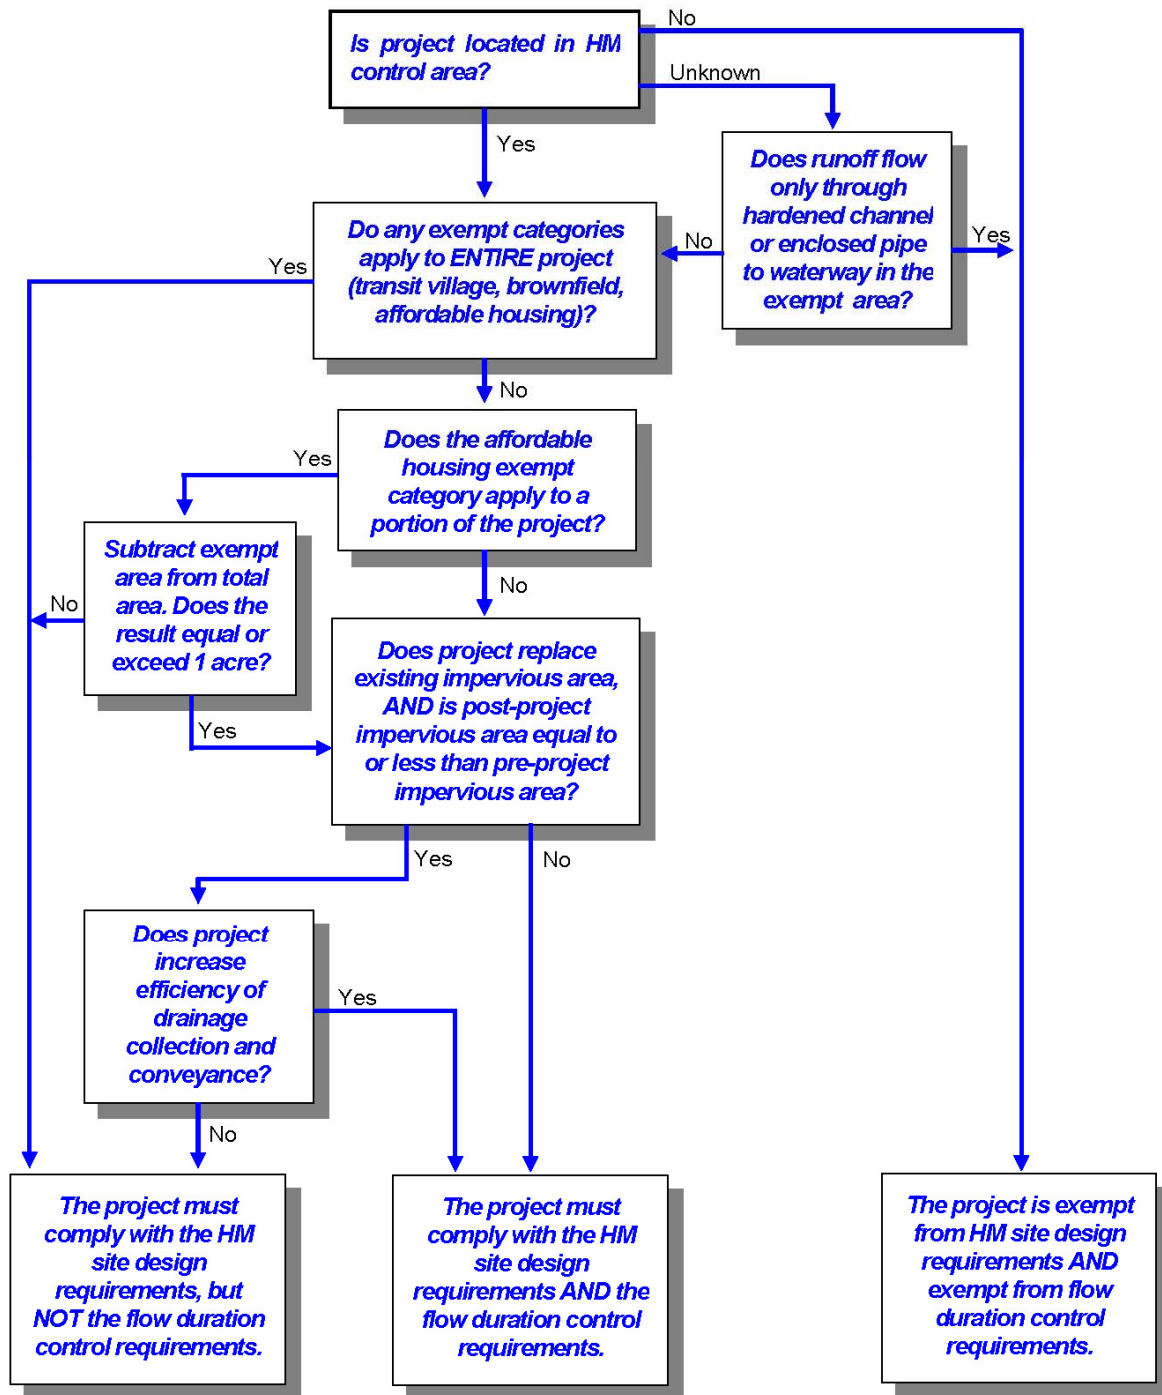 Is project located in HM
control area?
No
Unknown
Yes
Does runoff flow
only through
hardened channel
or enclosed pipe
to waterway in the
exempt area?
No
Yes
Do any exempt categories
apply to ENTIRE project
(transit village, brownfield,
affordable housing)?
Yes
No
Does the affordable
housing exempt
category apply to a
portion of the project?
Yes
No
Subtract exempt
area from total
area. Does the
result equal or
exceed 1 acre?
No
Yes
Does project replace
existing impervious area,
AND is post-project
impervious area equal to
or less than pre-project
impervious area?
Yes
No
Does project
increase
efficiency of
drainage
collection and
conveyance?
Yes
No
The project must
comply with the HM
site design
requirements, but
NOT the flow duration
control requirements.
The project must
comply with the HM
site design
requirements AND the
flow duration control
requirements.
The project is exempt
from HM site design
requirements AND
exempt from flow
duration control
requirements.